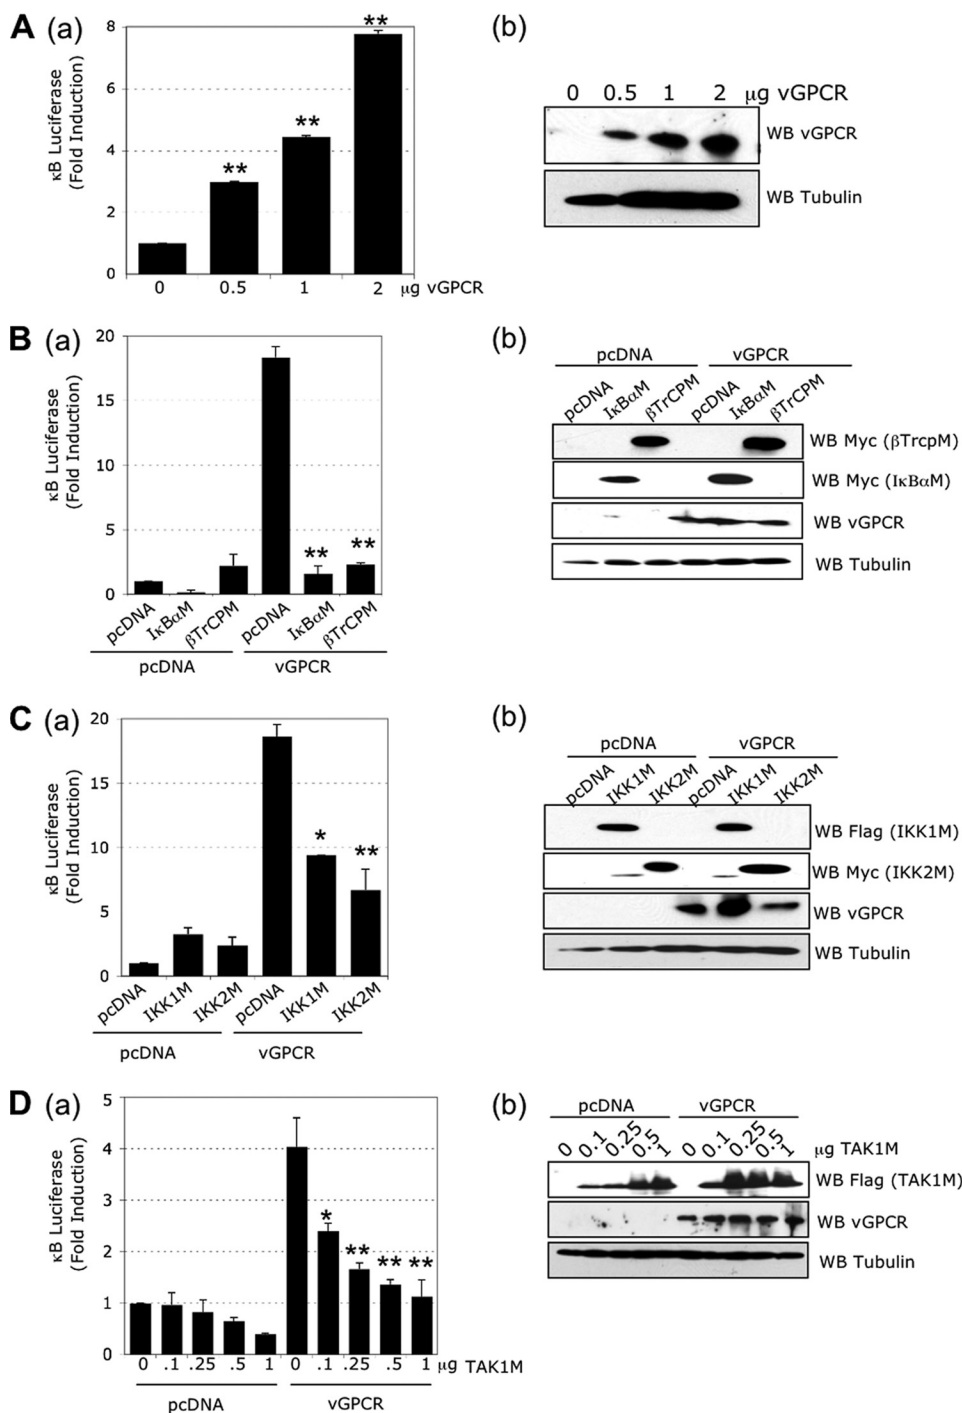 A (a)
κB Luciferase
(Fold Induction)
8
6
4
2
0
**
**
**
0 0.5 1 2 μg vGPCR
(b)
0 0.5 1 2 μg vGPCR
WB vGPCR
WB Tubulin
B (a)
κB Luciferase
(Fold Induction)
20
15
10
5
0
** **
pcDNA IκBαM βTrCPM pcDNA IκBαM βTrCPM
pcDNA vGPCR
(b)
pcDNA vGPCR
pcDNA IκBαM βTrCPM pcDNA IκBαM βTrCPM
WB Myc (βTrcpM)
WB Myc (IκBαM)
WB vGPCR
WB Tubulin
C (a)
κB Luciferase
(Fold Induction)
20
15
10
5
0
* **
pcDNA IKK1M IKK2M pcDNA IKK1M IKK2M
pcDNA vGPCR
(b)
pcDNA vGPCR
pcDNA IKK1M IKK2M pcDNA IKK1M IKK2M
WB Flag (IKK1M)
WB Myc (IKK2M)
WB vGPCR
WB Tubulin
D (a)
κB Luciferase
(Fold Induction)
5
4
3
2
1
0
* ** ** **
0 .1 .25 .5 1 0 .1 .25 .5 1 μg TAK1M
pcDNA vGPCR
(b)
pcDNA vGPCR
0 0.1 0.25 0.5 1 0 0.1 0.25 0.5 1 μg TAK1M
WB Flag (TAK1M)
WB vGPCR
WB Tubulin